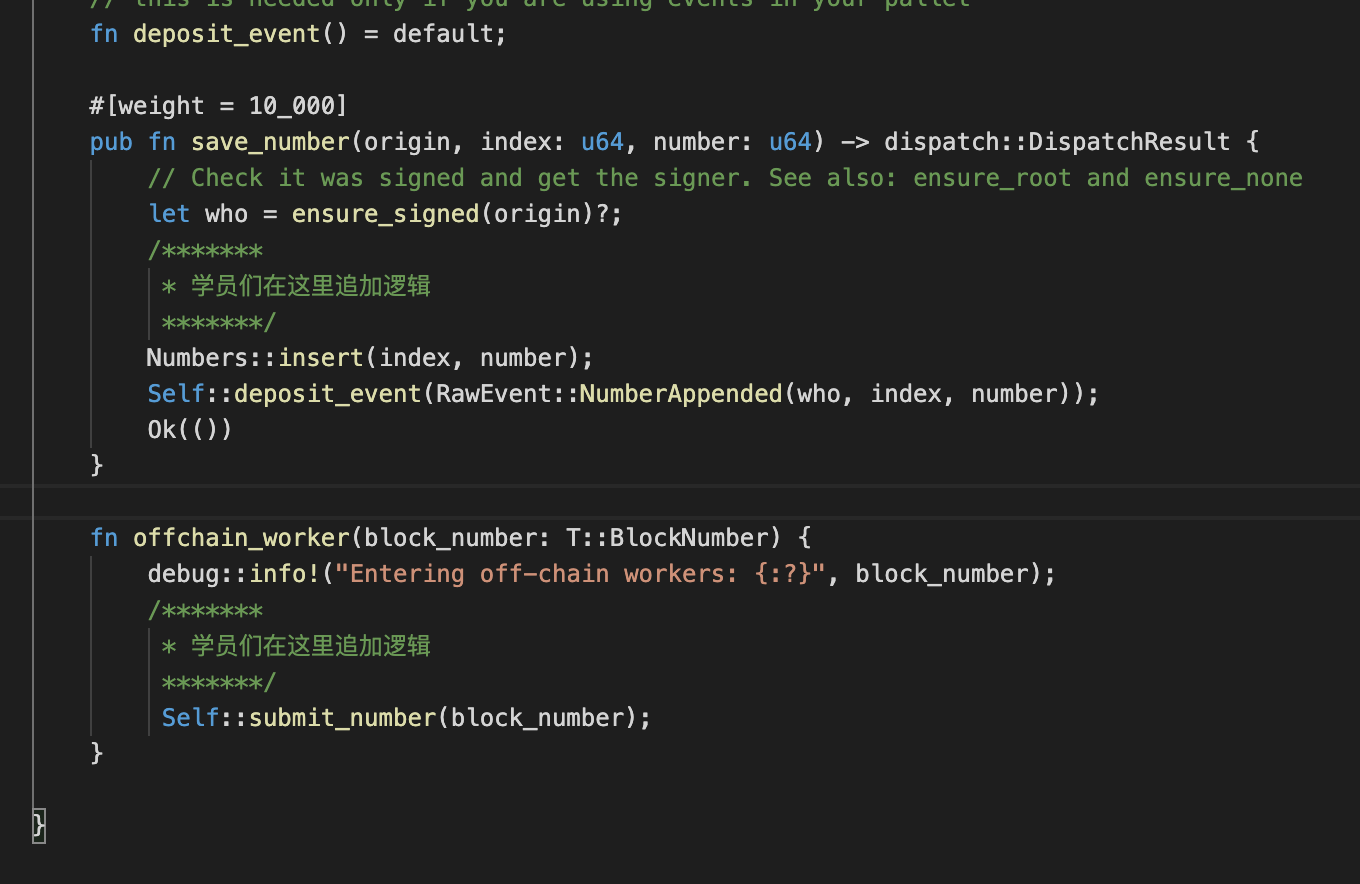 // this is needed only if you are using events in your pallet
fn deposit_event() = default;
#[weight = 10_000]
pub fn save_number(origin, index: u64, number: u64) -> dispatch::DispatchResult {
// Check it was signed and get the signer. See also: ensure_root and ensure_none
let who = ensure_signed(origin)?;
/*******
* 学员们在这里追加逻辑
*******/
Numbers::insert(index, number);
Self::deposit_event(RawEvent::NumberAppended(who, index, number));
Ok(())
}
fn offchain_worker(block_number: T::BlockNumber) {
debug::info!("Entering off-chain workers: {:?}", block_number);
/*******
* 学员们在这里追加逻辑
*******/
Self::submit_number(block_number);
}
}